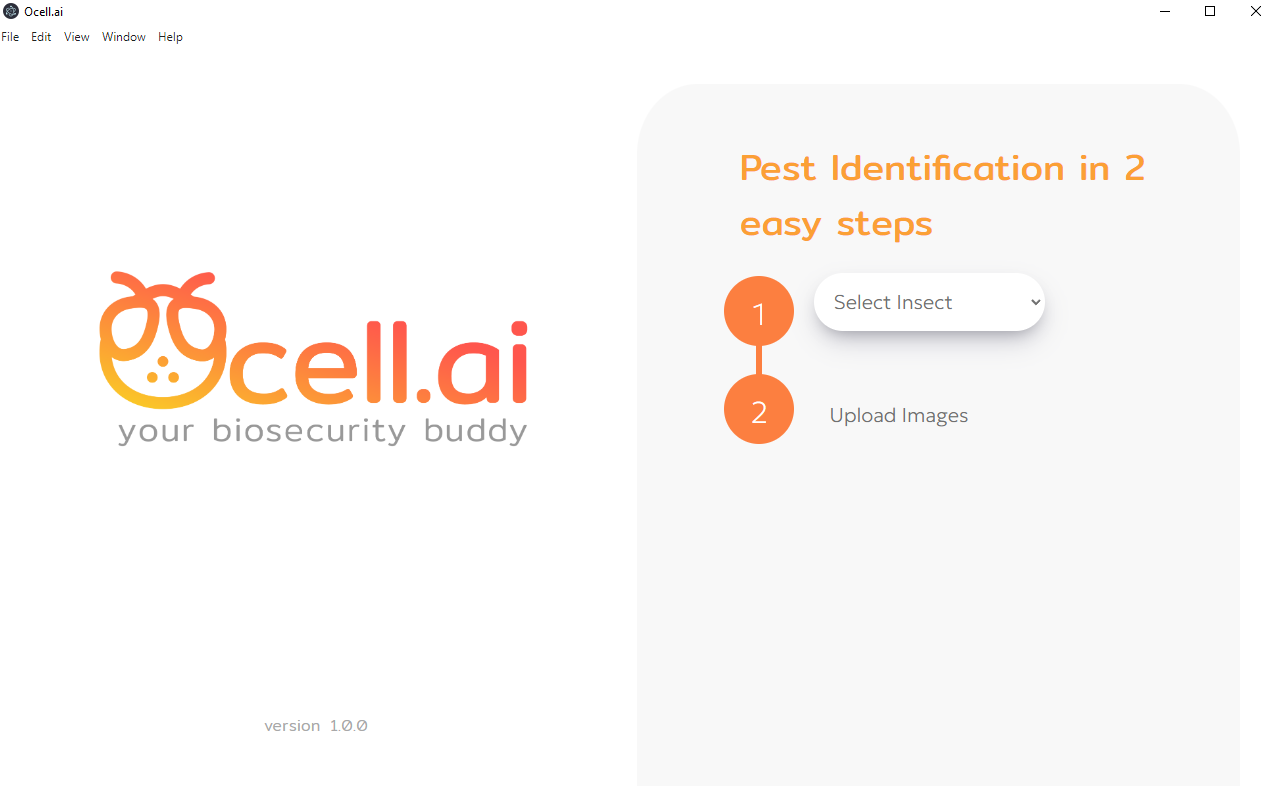 Ocell.ai
File Edit View Window Help
Ocell.ai
your biosecurity buddy
version 1.0.0
Pest Identification in 2
easy steps
1
Select Insect
2
Upload Images